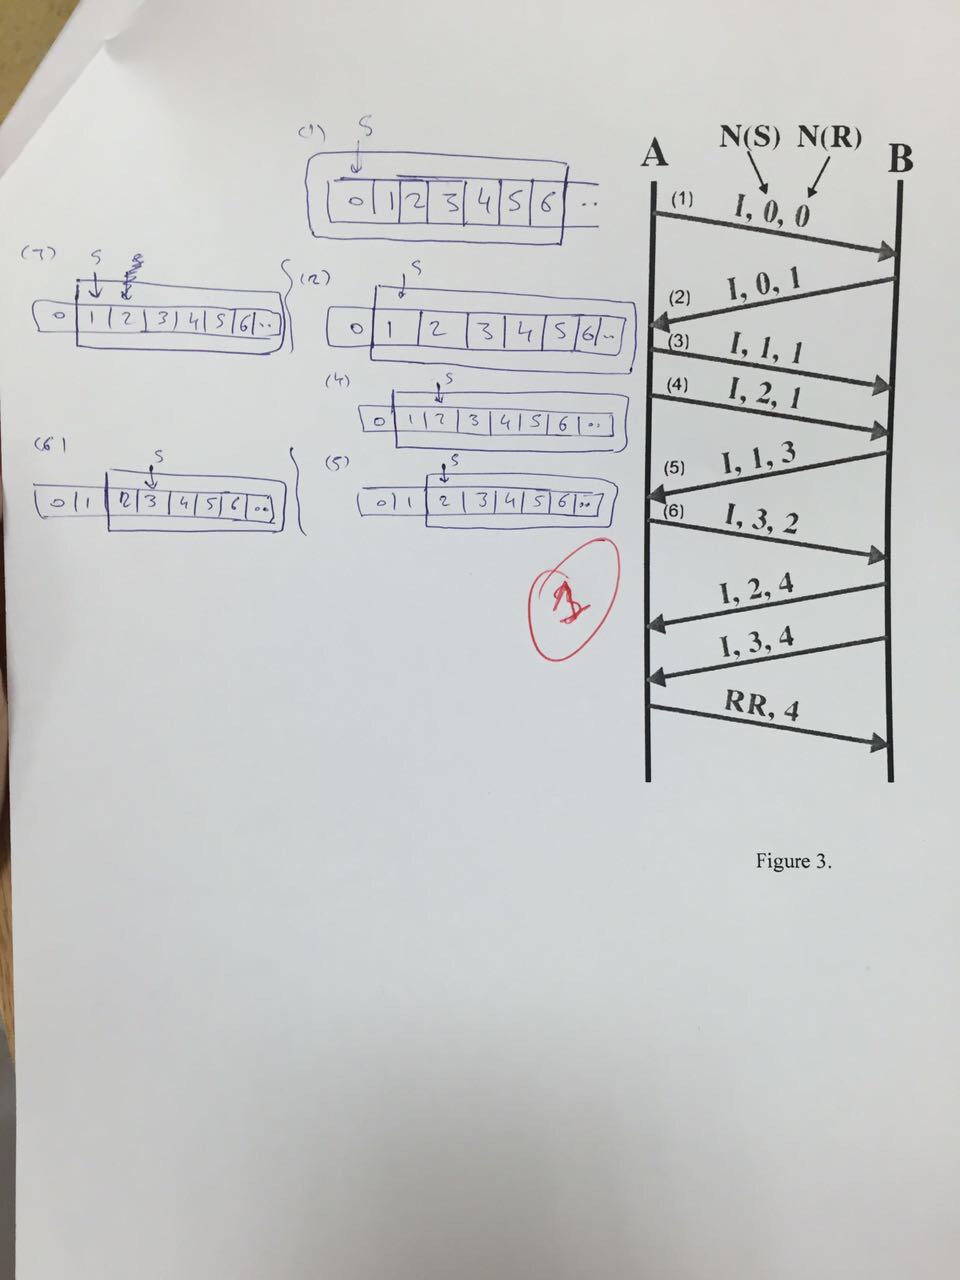 (1) S
0 1 2 3 4 5 6 ..
(3) S
0 1 2 3 4 5 6 ..
(2) S
0 1 2 3 4 5 6 ..
(4) S
0 1 2 3 4 5 6 ..
(6) S
0 1 2 3 4 5 6 ..
(5) S
0 1 2 3 4 5 6 ..
A N(S) N(R) B
(1) I, 0, 0
(2) I, 0, 1
(3) I, 1, 1
(4) I, 2, 1
(5) I, 1, 3
(6) I, 3, 2
I, 2, 4
I, 3, 4
RR, 4
Figure 3.